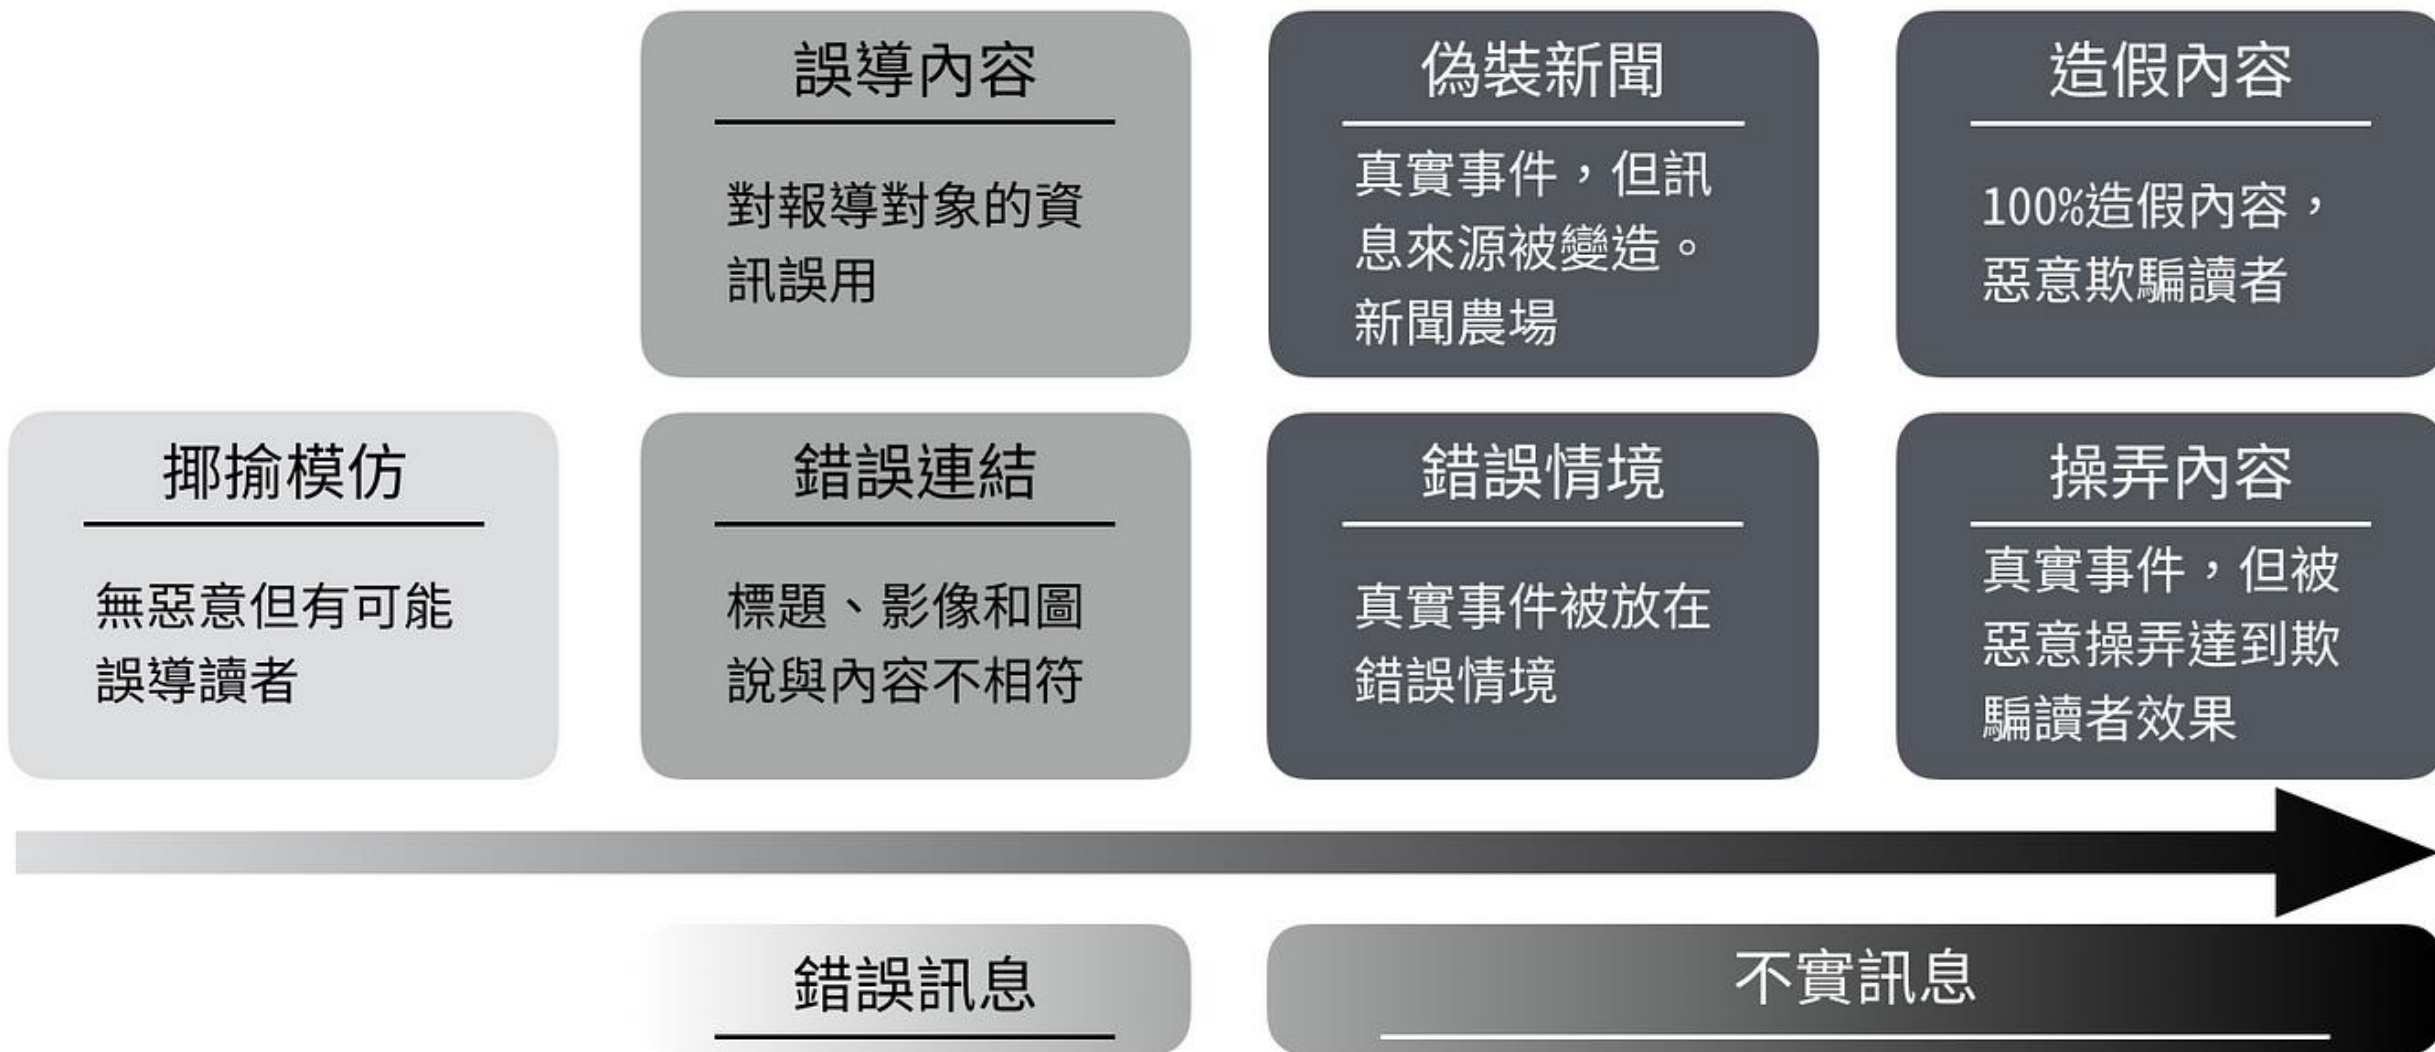 誤導內容
對報導對象的資
訊誤用
偽裝新聞
真實事件，但訊
息來源被變造。
新聞農場
造假內容
100%造假內容，
惡意欺騙讀者
揶揄模仿
無惡意但有可能
誤導讀者
錯誤連結
標題、影像和圖
說與內容不相符
錯誤情境
真實事件被放在
錯誤情境
操弄內容
真實事件，但被
惡意操弄達到欺
騙讀者效果
錯誤訊息
不實訊息